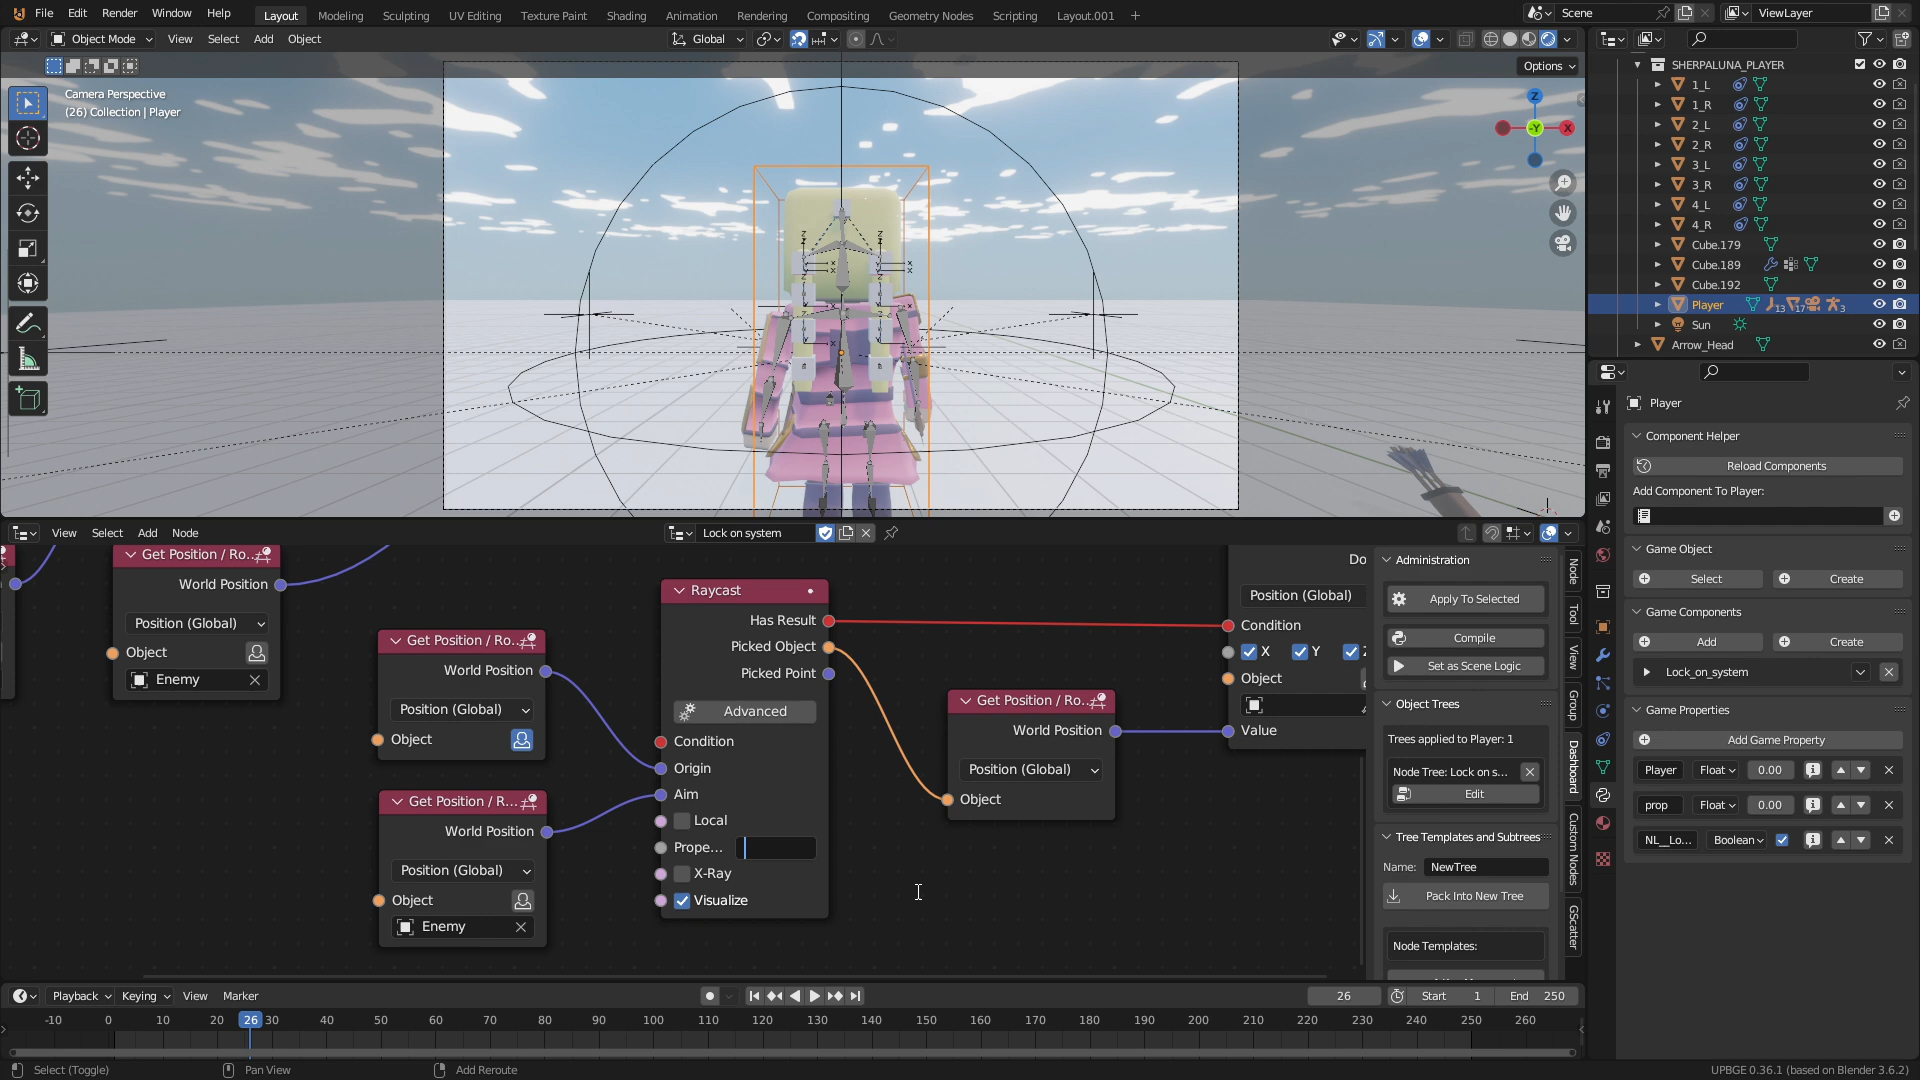 File Edit Render Window Help Layout Modeling Sculpting UV Editing Texture Paint Shading Animation Rendering Compositing Geometry Nodes Scripting Layout.001 + Scene ViewLayer
Object Mode View Select Add Object Global
Options
Camera Perspective
(26) Collection | Player
Z
-Y X
SHERPALUNA_PLAYER
1_L
1_R
2_L
2_R
3_L
3_R
4_L
4_R
Cube.179
Cube.189
Cube.192
Player 13 17 3
Sun
Arrow_Head
Player
Component Helper
Reload Components
Add Component To Player:
Game Object
Select Create
Game Components
Add Create
Lock_on_system
Game Properties
Add Game Property
Player Float 0.00
prop Float 0.00
NL__Lo... Boolean
View Select Add Node Lock on system
Get Position / Ro...
World Position
Position (Global)
Object
Enemy
Get Position / Ro...
World Position
Position (Global)
Object
Get Position / R...
World Position
Position (Global)
Object
Enemy
Raycast
Has Result
Picked Object
Picked Point
Advanced
Condition
Origin
Aim
Local
Prope...
X-Ray
Visualize
Get Position / Ro...
World Position
Position (Global)
Object
Do
Position (Global)
Condition
X Y Z
Object
Value
Administration
Apply To Selected
Compile
Set as Scene Logic
Object Trees
Trees applied to Player: 1
Node Tree: Lock on s...
Edit
Tree Templates and Subtrees
Name: NewTree
Pack Into New Tree
Node Templates:
Node
Tool
View
Group
Dashboard
Custom Nodes
GScatter
Playback Keying View Marker 26 Start 1 End 250
-10 0 10 20 26 30 40 50 60 70 80 90 100 110 120 130 140 150 160 170 180 190 200 210 220 230 240 250 260
Select (Toggle) Pan View Add Reroute UPBGE 0.36.1 (based on Blender 3.6.2)